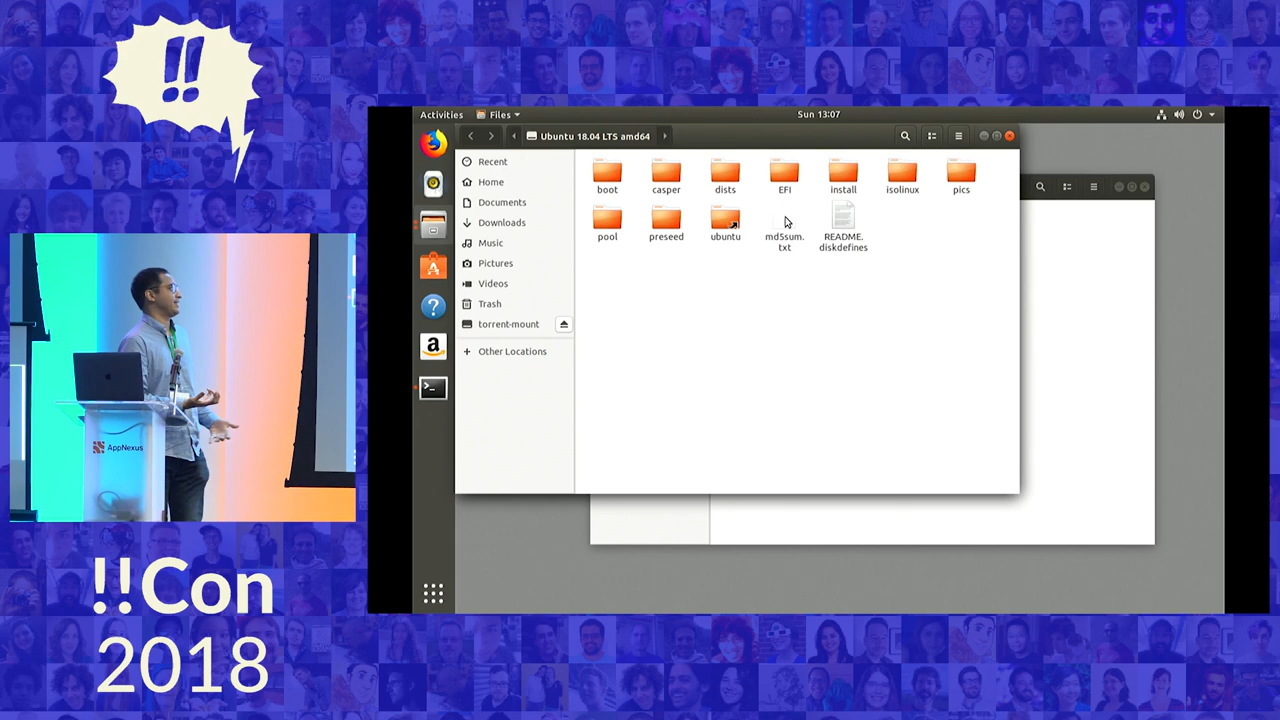 !!
Activities
Files
Sun 13:07
Ubuntu 18.04 LTS amd64
Recent
Home
Documents
Downloads
Music
Pictures
Videos
Trash
torrent-mount
Other Locations
boot
casper
dists
EFI
install
isolinux
pics
pool
preseed
ubuntu
md5sum.
txt
README.
diskdefines
?
a
>_
AppNexus
!!Con
2018